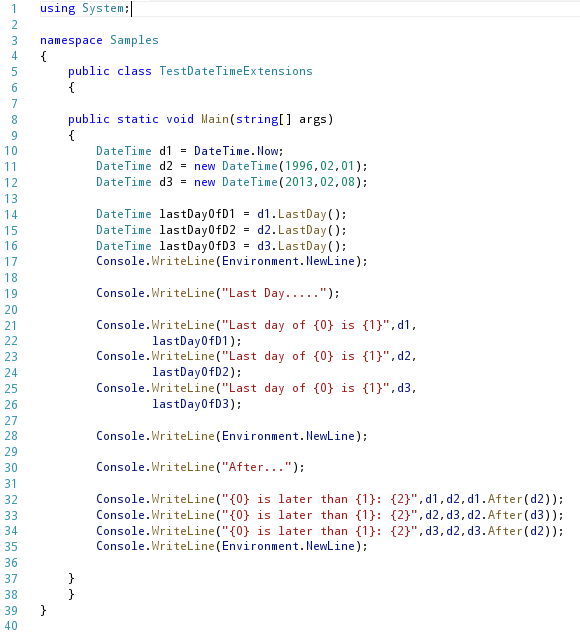 1 using System;
2
3 namespace Samples
4 {
5 public class TestDateTimeExtensions
6 {
7
8 public static void Main(string[] args)
9 {
10 DateTime d1 = DateTime.Now;
11 DateTime d2 = new DateTime(1996,02,01);
12 DateTime d3 = new DateTime(2013,02,08);
13
14 DateTime lastDayOfD1 = d1.LastDay();
15 DateTime lastDayOfD2 = d2.LastDay();
16 DateTime lastDayOfD3 = d3.LastDay();
17 Console.WriteLine(Environment.NewLine);
18
19 Console.WriteLine("Last Day.....");
20
21 Console.WriteLine("Last day of {0} is {1}",d1,
22 lastDayOfD1);
23 Console.WriteLine("Last day of {0} is {1}",d2,
24 lastDayOfD2);
25 Console.WriteLine("Last day of {0} is {1}",d3,
26 lastDayOfD3);
27
28 Console.WriteLine(Environment.NewLine);
29
30 Console.WriteLine("After...");
31
32 Console.WriteLine("{0} is later than {1}: {2}",d1,d2,d1.After(d2));
33 Console.WriteLine("{0} is later than {1}: {2}",d2,d3,d2.After(d3));
34 Console.WriteLine("{0} is later than {1}: {2}",d3,d2,d3.After(d2));
35 Console.WriteLine(Environment.NewLine);
36
37 }
38 }
39 }
40